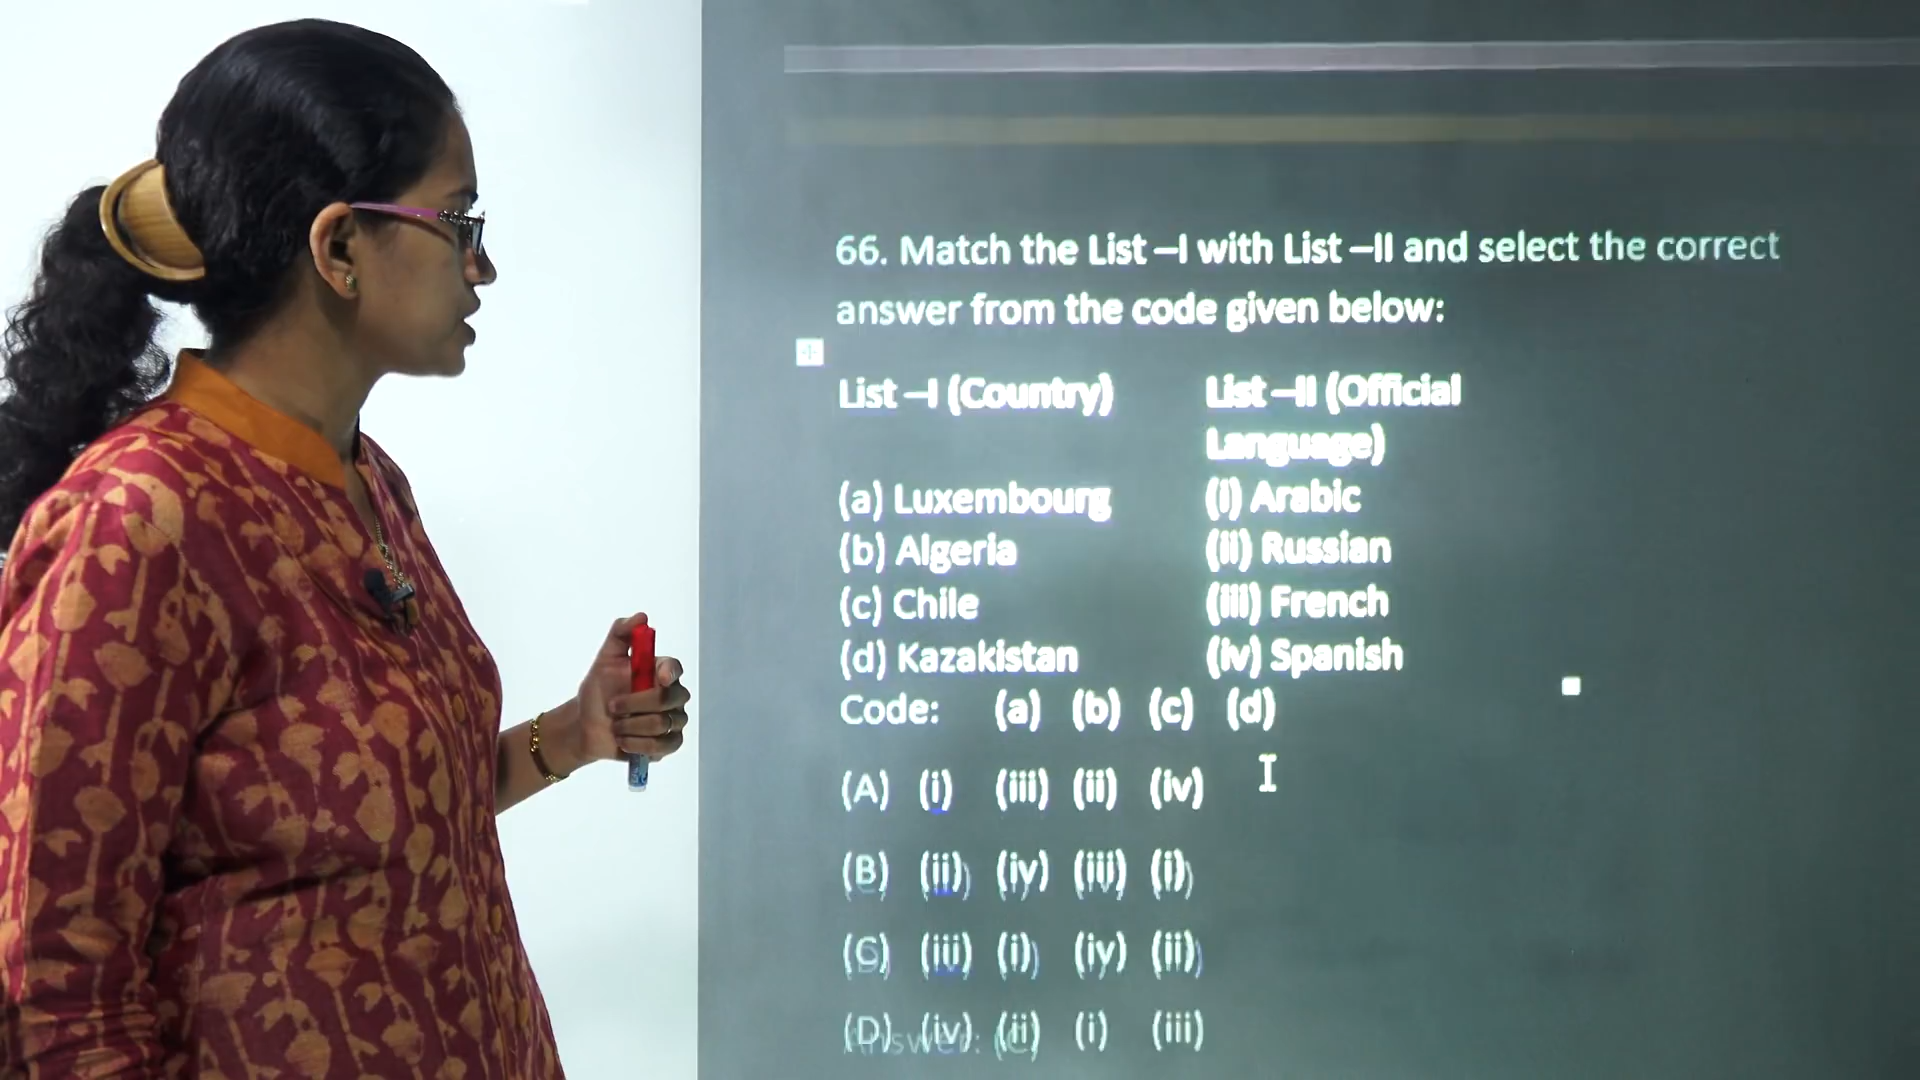 66. Match the List –I with List –II and select the correct
answer from the code given below:
List –I (Country) List –II (Official
Language)
(a) Luxembourg (i) Arabic
(b) Algeria (ii) Russian
(c) Chile (iii) French
(d) Kazakistan (iv) Spanish
Code: (a) (b) (c) (d)
(A) (i) (iii) (ii) (iv)
(B) (ii) (iv) (iii) (i)
(C) (iii) (i) (iv) (ii)
(D) (iv) (ii) (i) (iii)
Answer: (C)